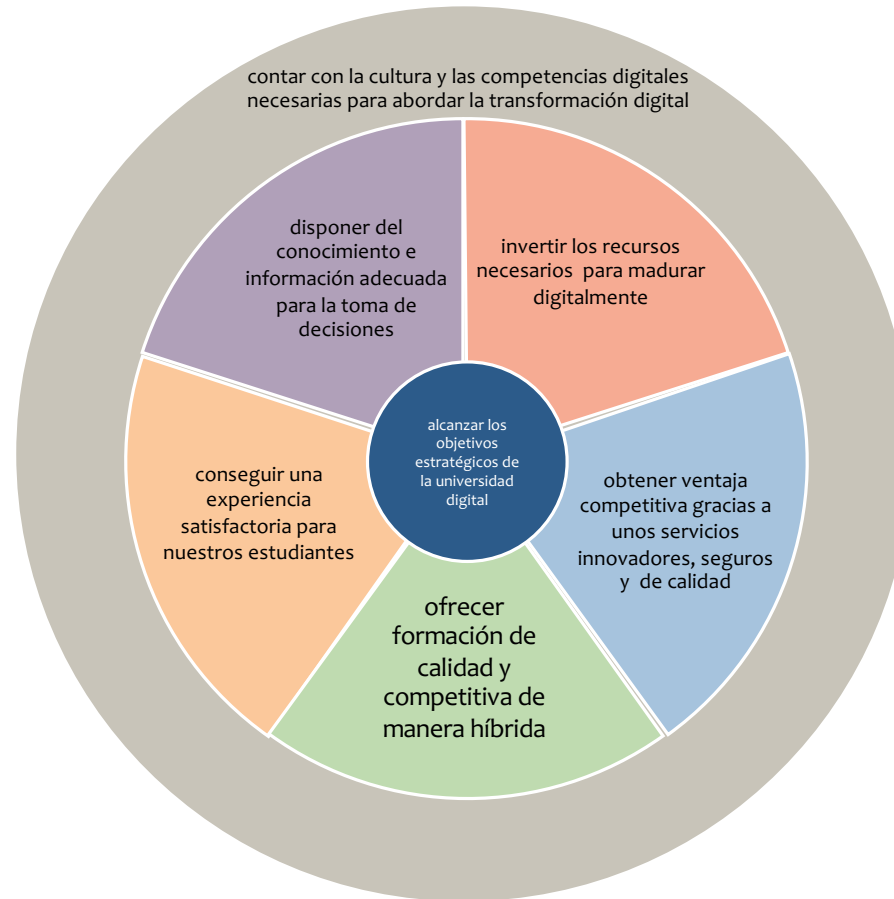 contar con la cultura y las competencias digitales
necesarias para abordar la transformación digital
disponer del
conocimiento e
información adecuada
para la toma de
decisiones
invertir los recursos
necesarios para madurar
digitalmente
alcanzar los
objetivos
estratégicos de
la universidad
digital
conseguir una
experiencia
satisfactoria para
nuestros estudiantes
obtener ventaja
competitiva gracias a
unos servicios
innovadores, seguros
y de calidad
ofrecer
formación de
calidad y
competitiva de
manera híbrida